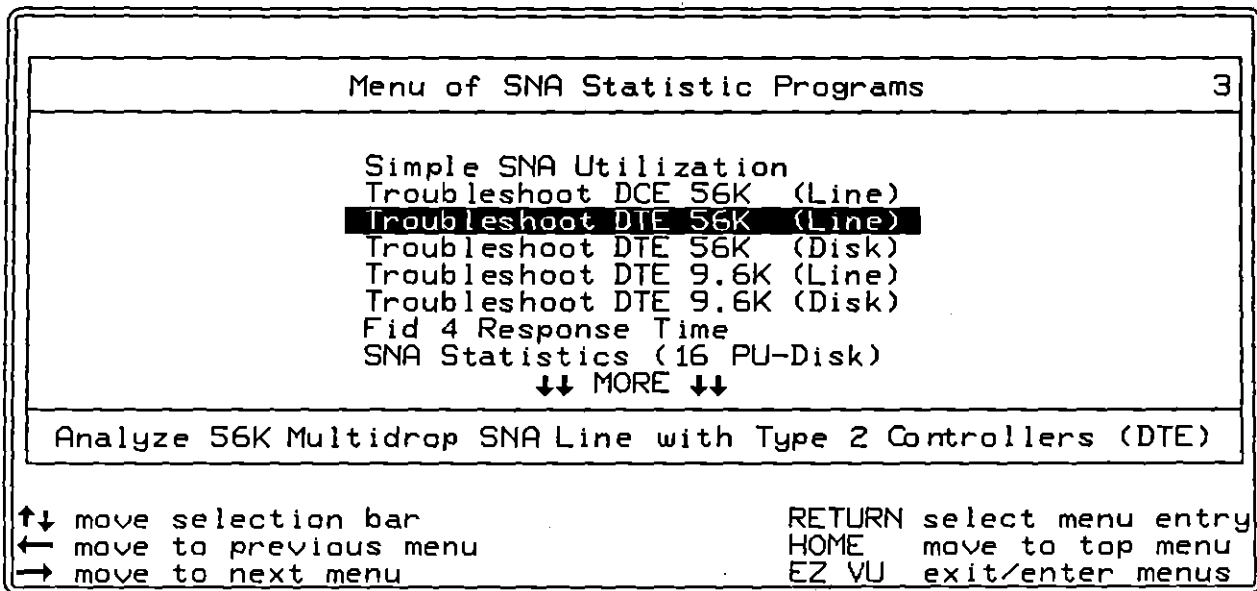 Menu of SNA Statistic Programs 3
Simple SNA Utilization
Troubleshoot DCE 56K (Line)
Troubleshoot DTE 56K (Line)
Troubleshoot DTE 56K (Disk)
Troubleshoot DTE 9.6K (Line)
Troubleshoot DTE 9.6K (Disk)
Fid 4 Response Time
SNA Statistics (16 PU-Disk)
↓↓ MORE ↓↓
Analyze 56K Multidrop SNA Line with Type 2 Controllers (DTE)
↑↓ move selection bar RETURN select menu entry
← move to previous menu HOME move to top menu
→ move to next menu EZ VU exit/enter menus